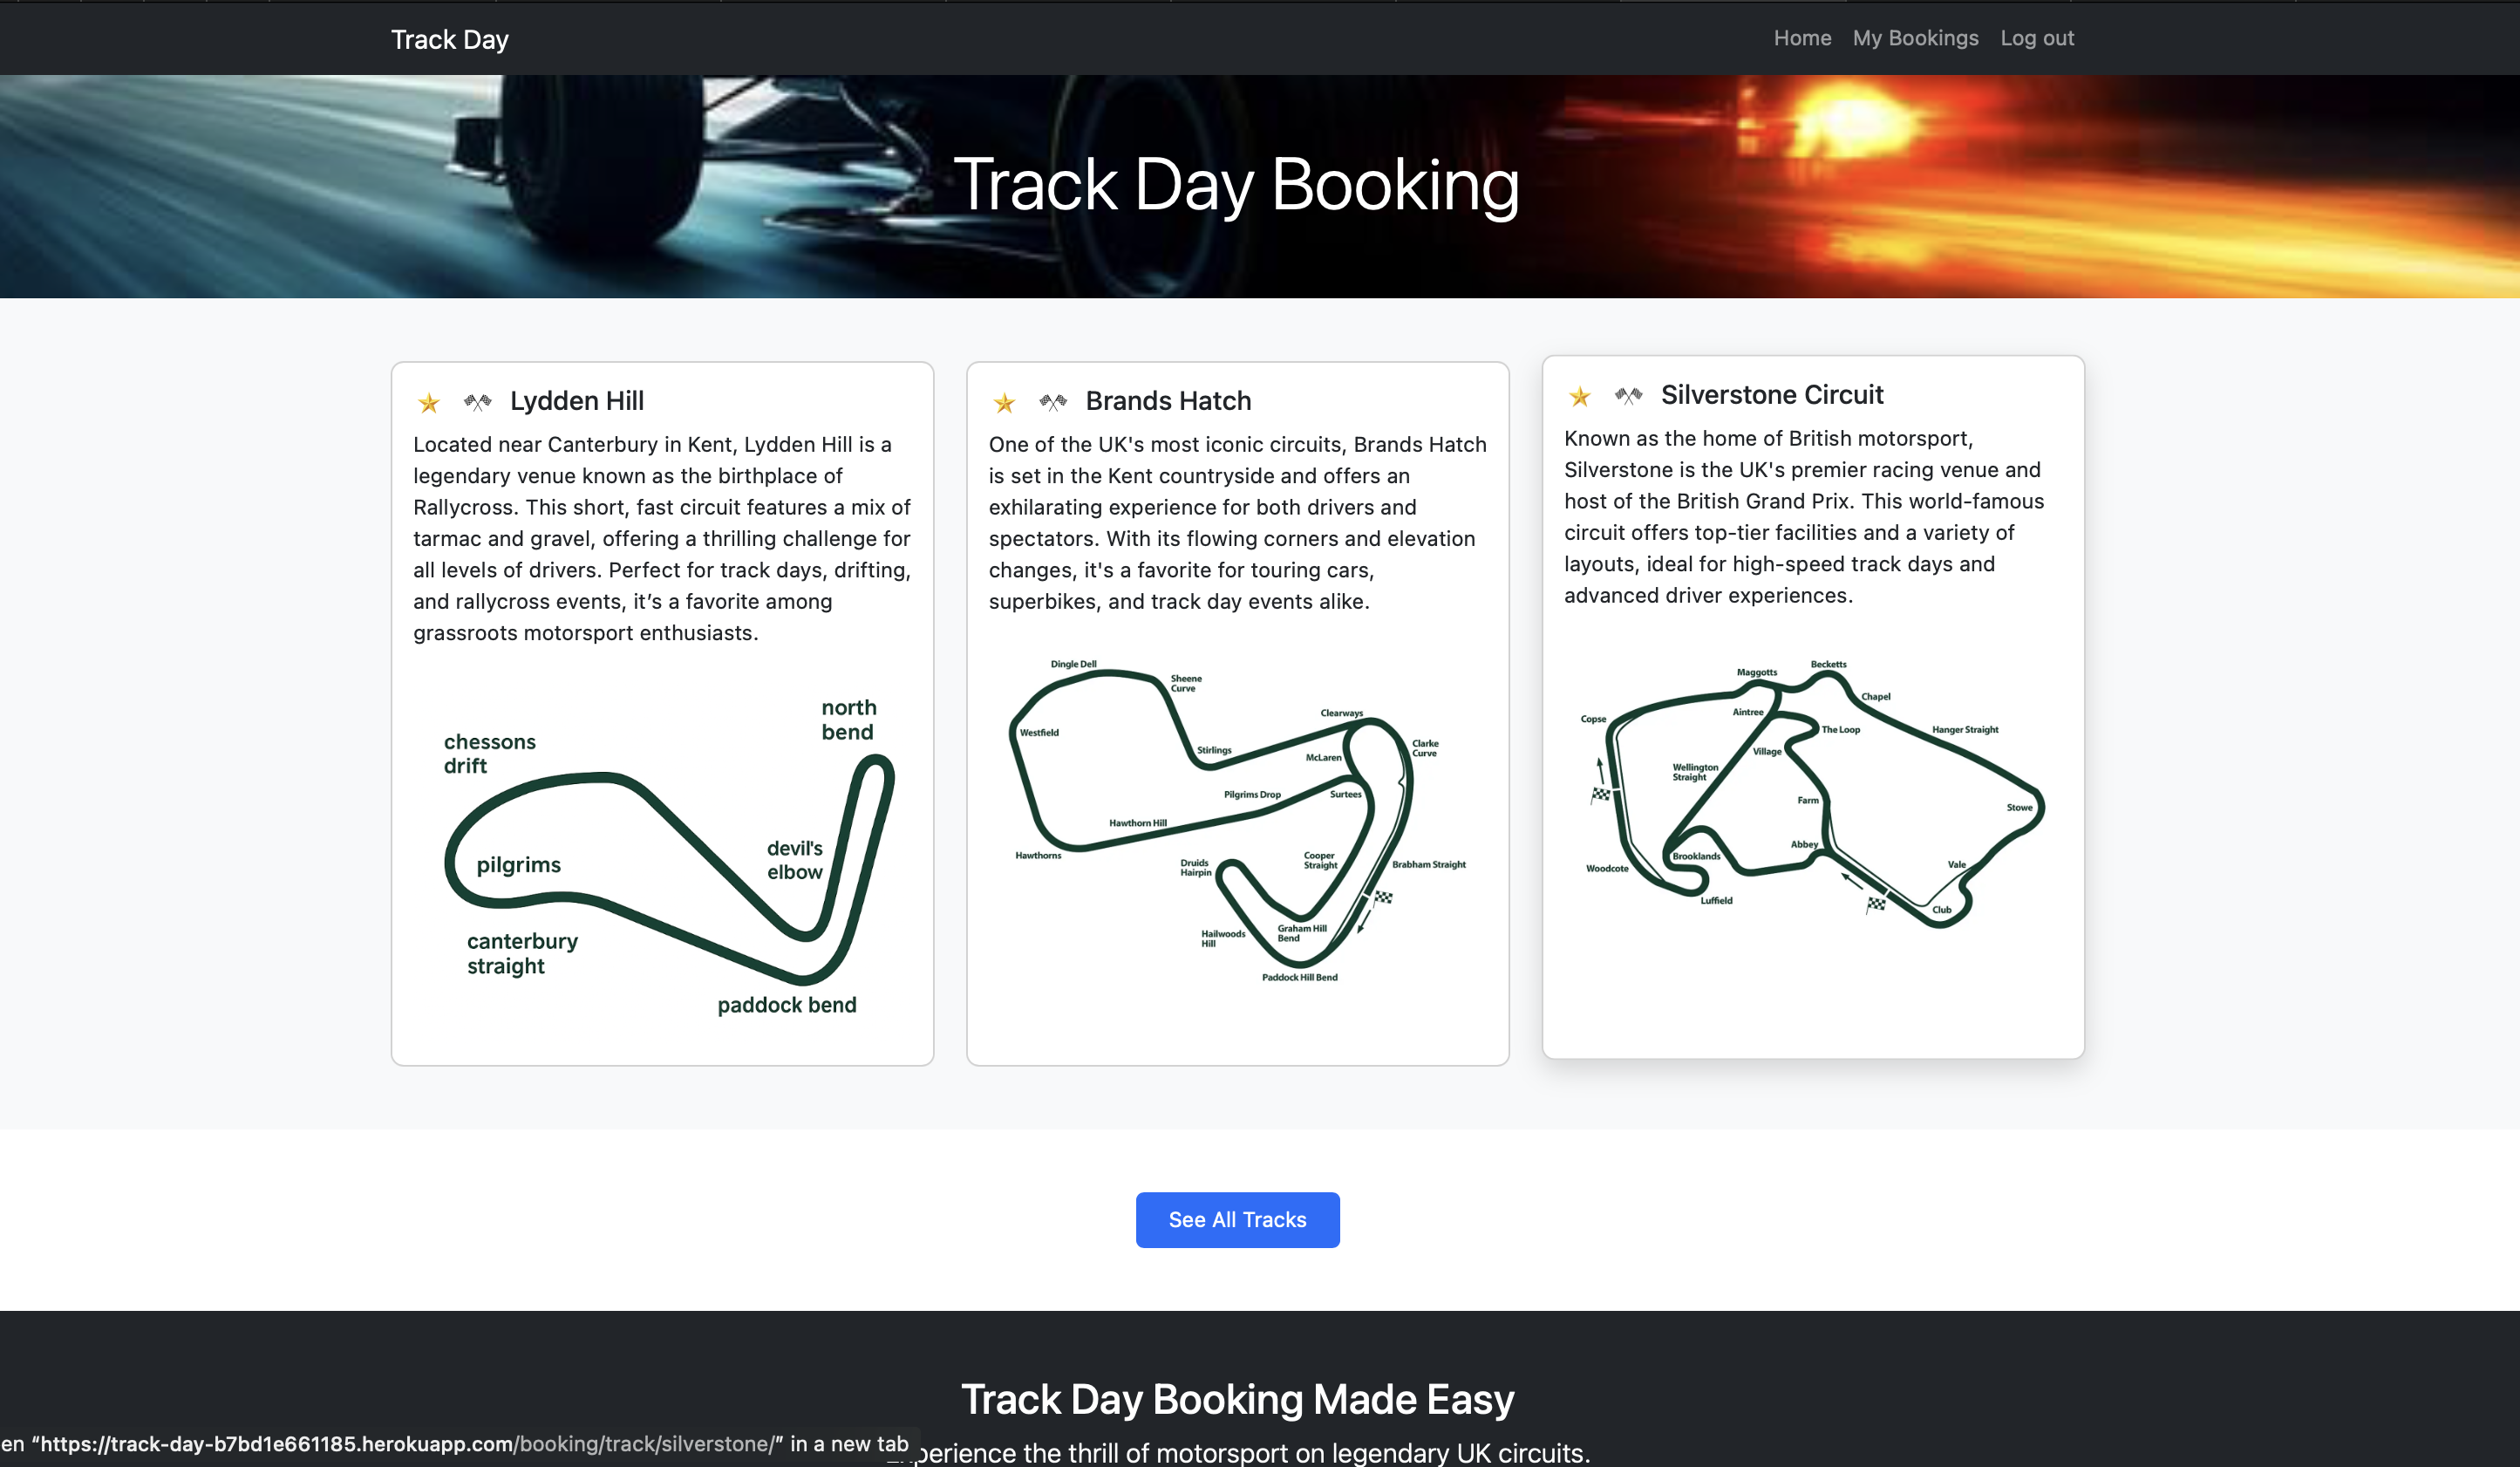 Track Day
Home
My Bookings
Log out
Track Day Booking
Lydden Hill
Located near Canterbury in Kent, Lydden Hill is a
legendary venue known as the birthplace of
Rallycross. This short, fast circuit features a mix of
tarmac and gravel, offering a thrilling challenge for
all levels of drivers. Perfect for track days, drifting,
and rallycross events, it’s a favorite among
grassroots motorsport enthusiasts.
north
bend
chessons
drift
devil's
elbow
pilgrims
canterbury
straight
paddock bend
Brands Hatch
One of the UK's most iconic circuits, Brands Hatch
is set in the Kent countryside and offers an
exhilarating experience for both drivers and
spectators. With its flowing corners and elevation
changes, it's a favorite for touring cars,
superbikes, and track day events alike.
Dingle Dell
Sheene
Curve
Clearways
Westfield
Stirlings
McLaren
Clarke
Curve
Pilgrims Drop
Surtees
Hawthorn Hill
Hawthorns
Druids
Hairpin
Cooper
Straight
Brabham Straight
Hailwoods
Hill
Graham Hill
Bend
Paddock Hill Bend
Silverstone Circuit
Known as the home of British motorsport,
Silverstone is the UK's premier racing venue and
host of the British Grand Prix. This world-famous
circuit offers top-tier facilities and a variety of
layouts, ideal for high-speed track days and
advanced driver experiences.
Becketts
Maggotts
Chapel
Copse
Aintree
The Loop
Hanger Straight
Village
Wellington
Straight
Farm
Stowe
Abbey
Brooklands
Woodcote
Vale
Luffield
Club
See All Tracks
Track Day Booking Made Easy
en “https://track-day-b7bd1e661185.herokuapp.com/booking/track/silverstone/” in a new tab
perience the thrill of motorsport on legendary UK circuits.